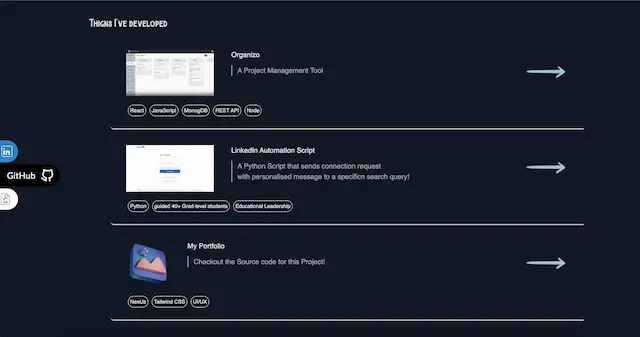 Thigns I've developed
Organizo
A Project Management Tool
React JavaScript MonogDB REST API Node
LinkedIn Automation Script
A Python Script that sends connection request
with personalised message to a specificn search query!
GitHub
Python guided 40+ Grad-level students Educational Leadership
My Portfolio
Checkout the Source code for this Project!
NextJs Tailwind CSS UI/UX